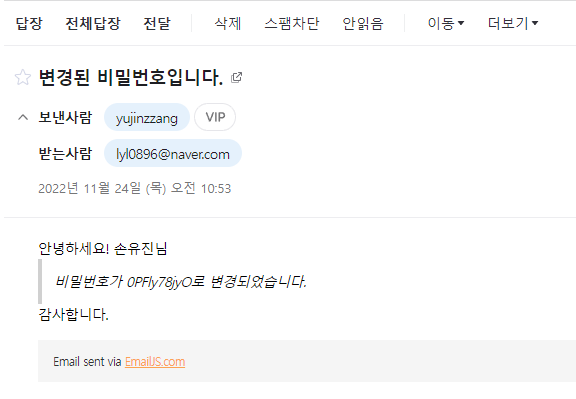 답장 전체답장 전달 삭제 스팸차단 안읽음 이동 더보기
변경된 비밀번호입니다.
보낸사람 yujinzzang VIP
받는사람 lyl0896@naver.com
2022년 11월 24일 (목) 오전 10:53
안녕하세요! 손유진님
비밀번호가 0PFly78jyO로 변경되었습니다.
감사합니다.
Email sent via EmailJS.com